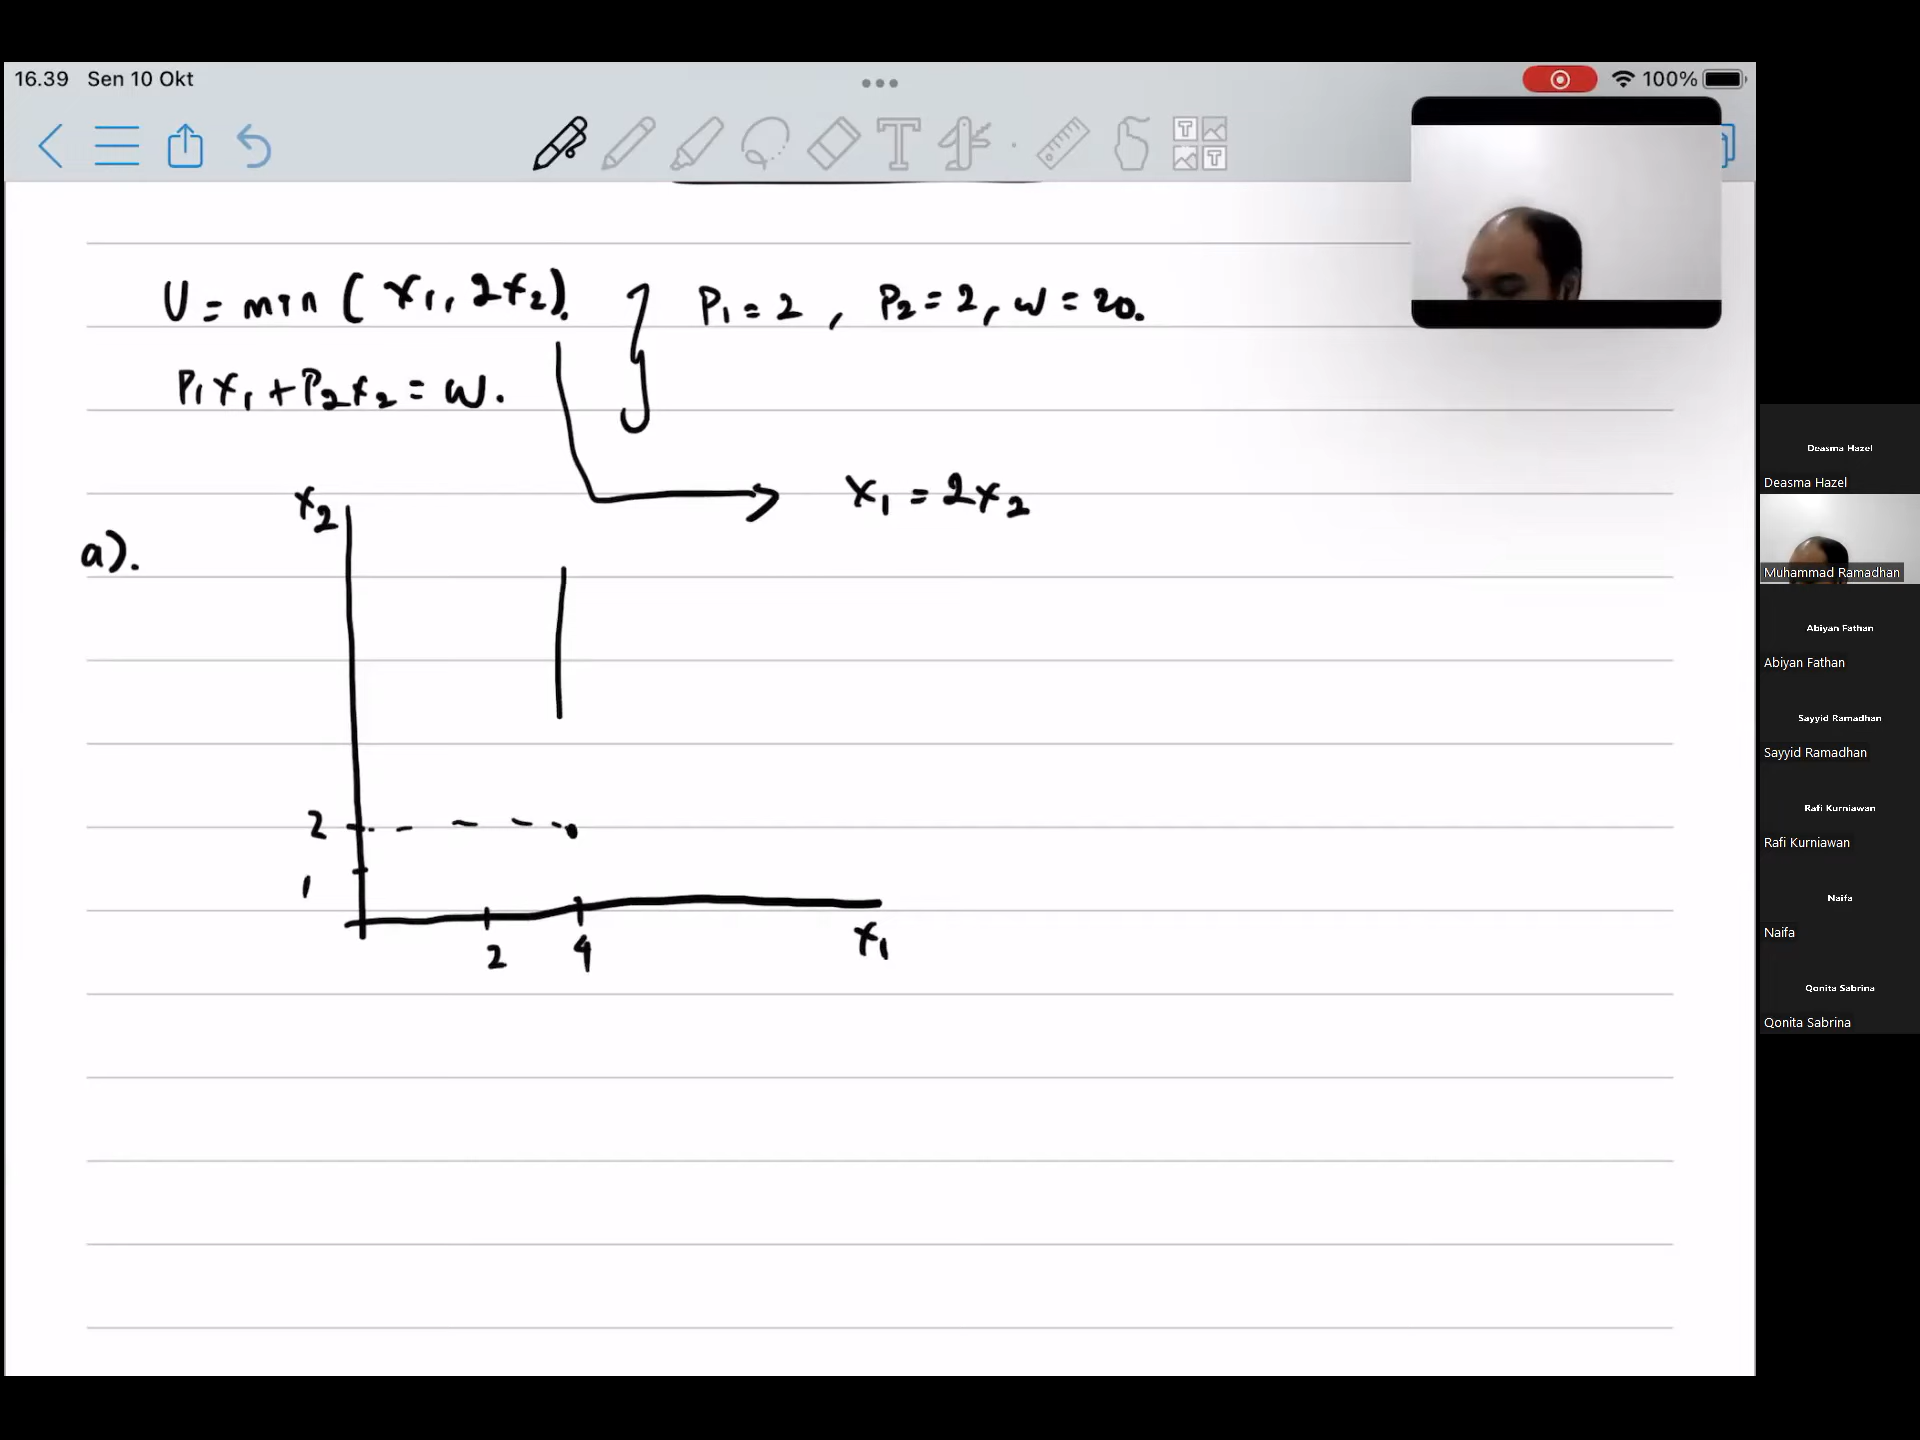 16.39 Sen 10 Okt
100%
U = min ( x₁, 2x₂).
P₁ = 2 , P₂ = 2, w = 20.
P₁x₁ + P₂x₂ = w.
x₁ = 2x₂
a).
x₂
2
1
2 4
x₁
Deasma Hazel
Deasma Hazel
Muhammad Ramadhan
Abiyan Fathan
Abiyan Fathan
Sayyid Ramadhan
Sayyid Ramadhan
Rafi Kurniawan
Rafi Kurniawan
Naifa
Naifa
Qonita Sabrina
Qonita Sabrina